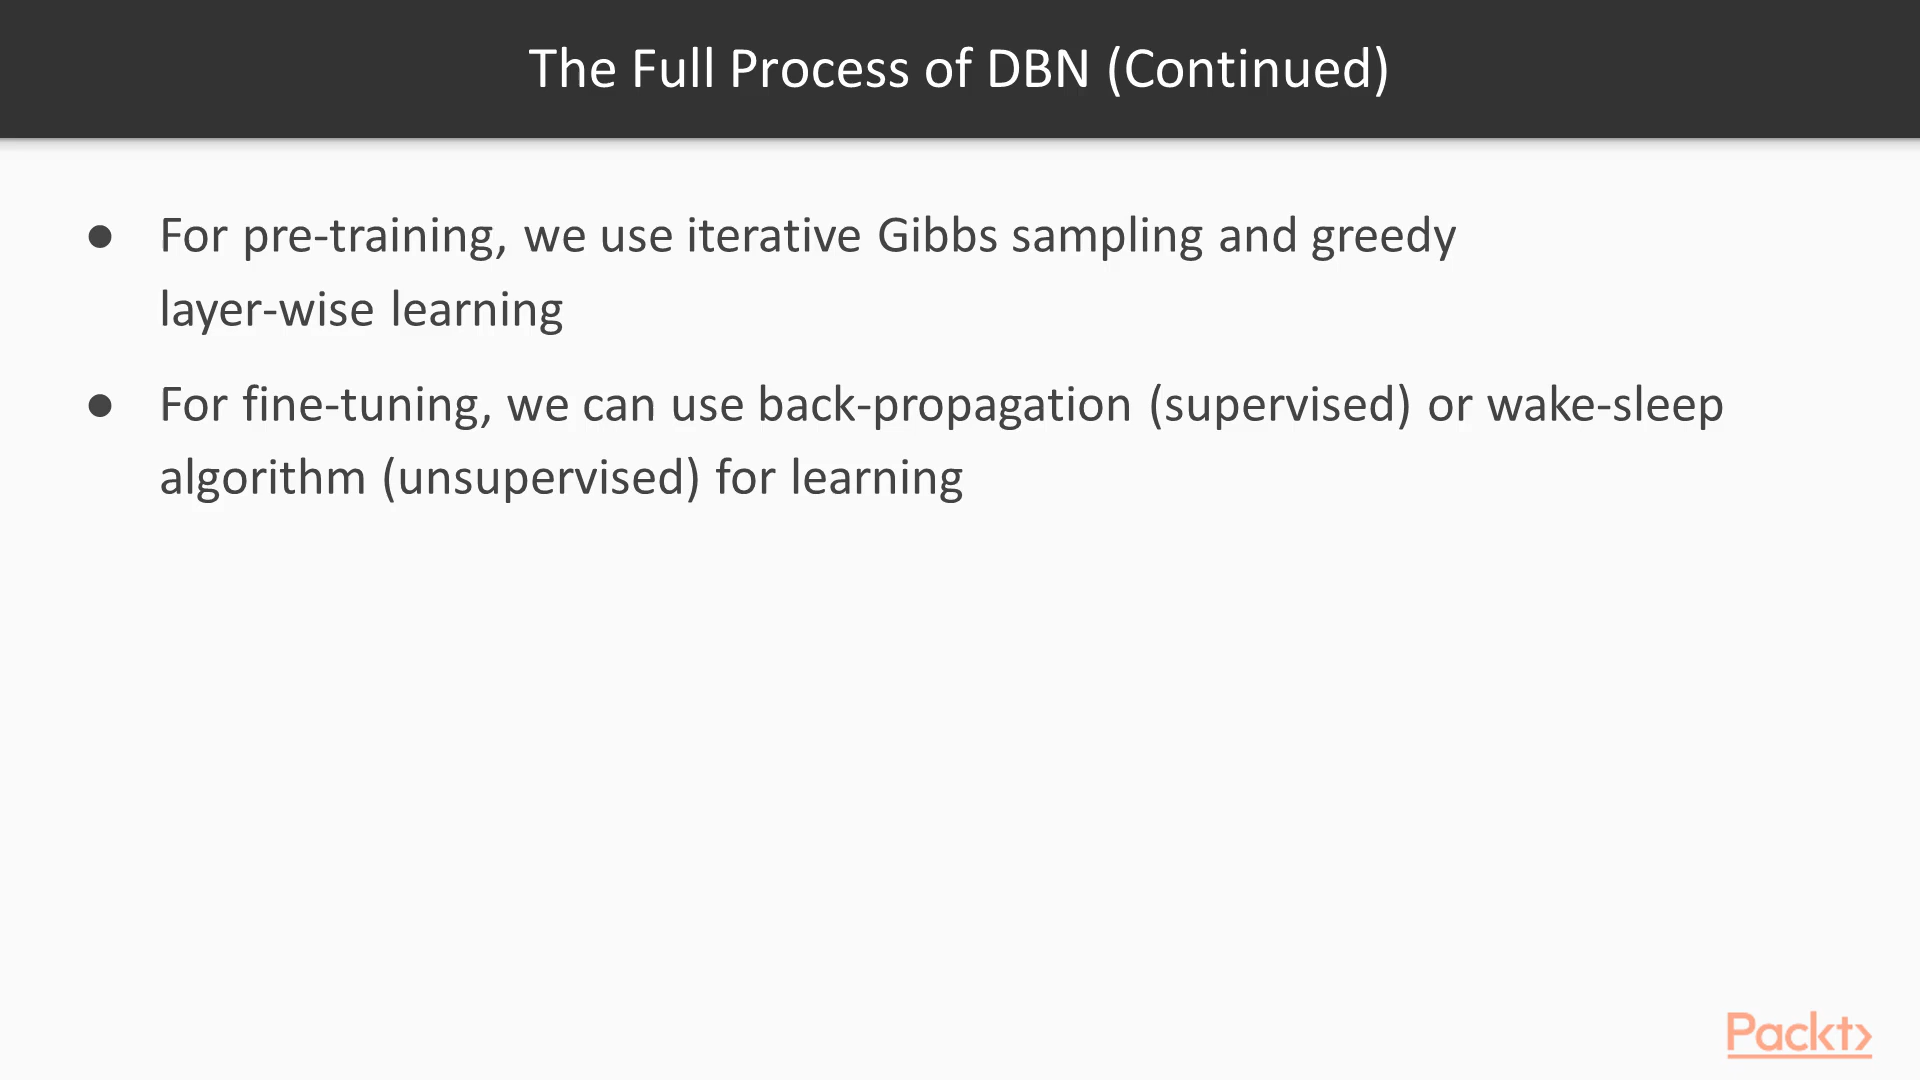 The Full Process of DBN (Continued)
● For pre-training, we use iterative Gibbs sampling and greedy
layer-wise learning
● For fine-tuning, we can use back-propagation (supervised) or wake-sleep
algorithm (unsupervised) for learning
Packt>